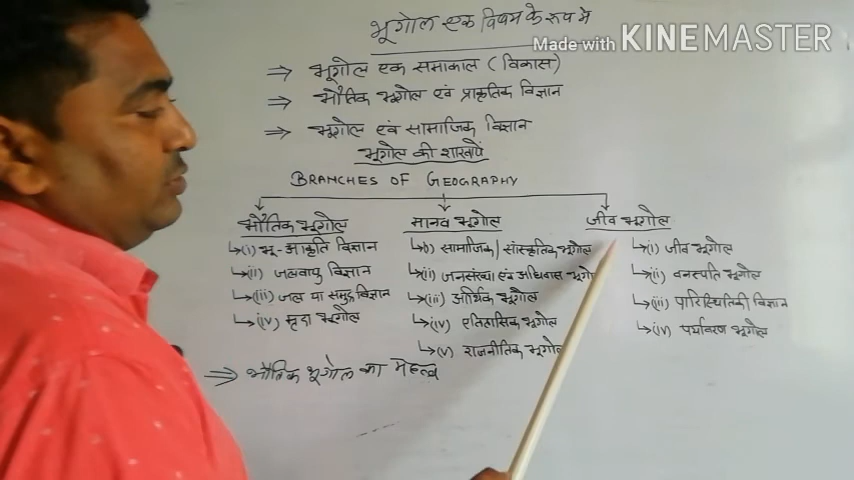 भूगोल एक विषय के रूप मे
Made with KINEMASTER
⇒ भूगोल एक समाकाल (विकास)
⇒ भौतिक भूगोल एवं प्राकृतिक विज्ञान
⇒ भूगोल एवं सामाजिक विज्ञान
भूगोल की शाखायें
BRANCHES OF GEOGRAPHY
भौतिक भूगोल
(i) भू-आकृति विज्ञान
(ii) जलवायु विज्ञान
(iii) जल या समुद्र विज्ञान
(iv) मृदा भूगोल
मानव भूगोल
सामाजिक/सांस्कृतिक भूगोल
(ii) जनसंख्या एवं अधिवास
(iii) आर्थिक भूगोल
(iv) एतिहासिक भूगोल
(v) राजनीतिक भूगोल
जीव भूगोल
(i) जीव भूगोल
(ii) वनस्पति भूगोल
(iii) पारिस्थितिकी विज्ञान
(iv) पर्यावरण भूगोल
⇒ भौतिक भूगोल का महत्व